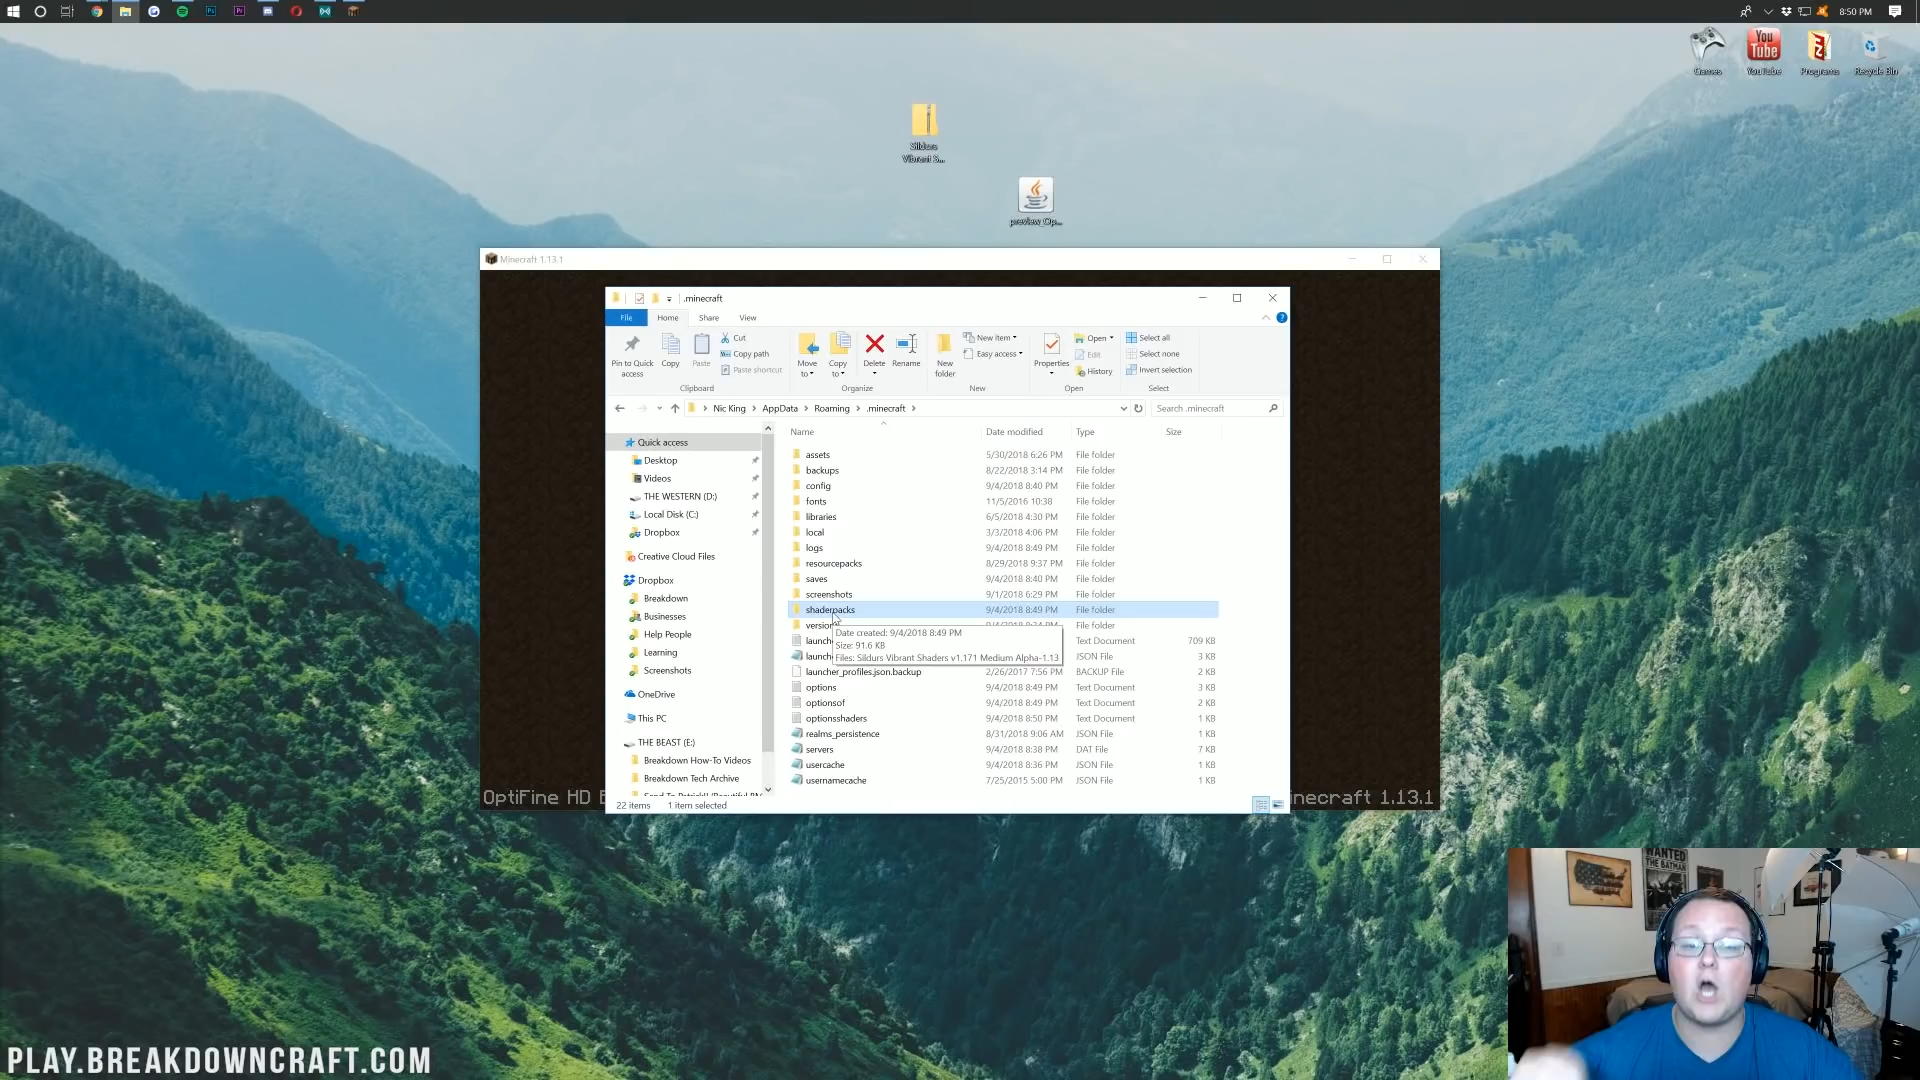 8:50 PM
Games
YouTube
Programs
Recycle Bin
Sildurs
Vibrant S...
preview_Op...
Minecraft 1.13.1
.minecraft
File
Home
Share
View
Pin to Quick access
Copy
Paste
Cut
Copy path
Paste shortcut
Clipboard
Move to
Copy to
Delete
Rename
Organize
New folder
New item
Easy access
New
Properties
Open
Edit
History
Open
Select all
Select none
Invert selection
Select
Nic King > AppData > Roaming > .minecraft >
Search .minecraft
Name
Date modified
Type
Size
Quick access
Desktop
Videos
THE WESTERN (D:)
Local Disk (C:)
Dropbox
Creative Cloud Files
Dropbox
Breakdown
Businesses
Help People
Learning
Screenshots
OneDrive
This PC
THE BEAST (E:)
Breakdown How-To Videos
Breakdown Tech Archive
assets 5/30/2018 6:26 PM File folder
backups 8/22/2018 3:14 PM File folder
config 9/4/2018 8:40 PM File folder
fonts 11/5/2016 10:38 File folder
libraries 6/5/2018 4:30 PM File folder
local 3/3/2018 4:06 PM File folder
logs 9/4/2018 8:49 PM File folder
resourcepacks 8/29/2018 9:37 PM File folder
saves 9/4/2018 8:40 PM File folder
screenshots 9/1/2018 6:29 PM File folder
shaderpacks 9/4/2018 8:49 PM File folder
version File folder
launch Text Document 709 KB
launch JSON File 3 KB
Date created: 9/4/2018 8:49 PM
Size: 91.6 KB
Files: Sildurs Vibrant Shaders v1.171 Medium Alpha-1.13
launcher_profiles.json.backup 2/26/2017 7:56 PM BACKUP File 2 KB
options 9/4/2018 8:49 PM Text Document 3 KB
optionsof 9/4/2018 8:49 PM Text Document 2 KB
optionsshaders 9/4/2018 8:50 PM Text Document 1 KB
realms_persistence 8/31/2018 9:06 AM JSON File 1 KB
servers 9/4/2018 8:38 PM DAT File 7 KB
usercache 9/4/2018 8:36 PM JSON File 1 KB
usernamecache 7/25/2015 5:00 PM JSON File 1 KB
22 items 1 item selected
OptiFine HD
inecraft 1.13.1
WANTED
THE BATMAN
PLAY.BREAKDOWNCRAFT.COM